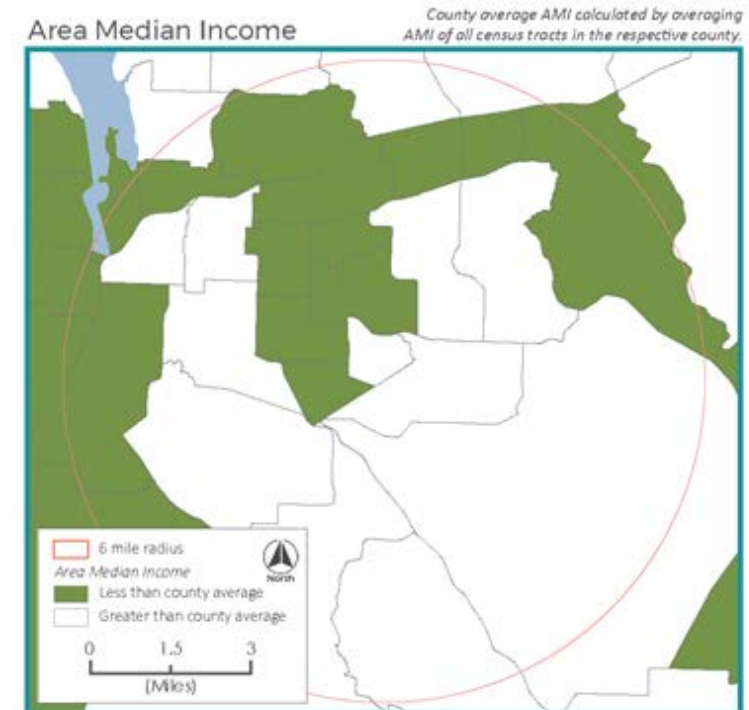 Area Median Income
County average AMI calculated by averaging
AMI of all census tracts in the respective county.
6 mile radius
Area Median Income
Less than county average
Greater than county average
North
0 1.5 3
(Miles)